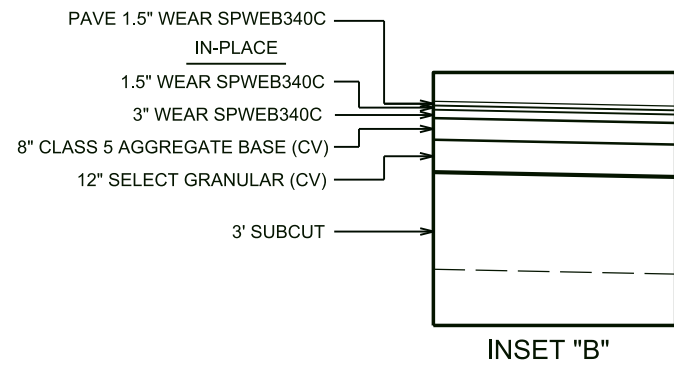 PAVE 1.5" WEAR SPWEB340C
IN-PLACE
1.5" WEAR SPWEB340C
3" WEAR SPWEB340C
8" CLASS 5 AGGREGATE BASE (CV)
12" SELECT GRANULAR (CV)
3' SUBCUT
INSET "B"